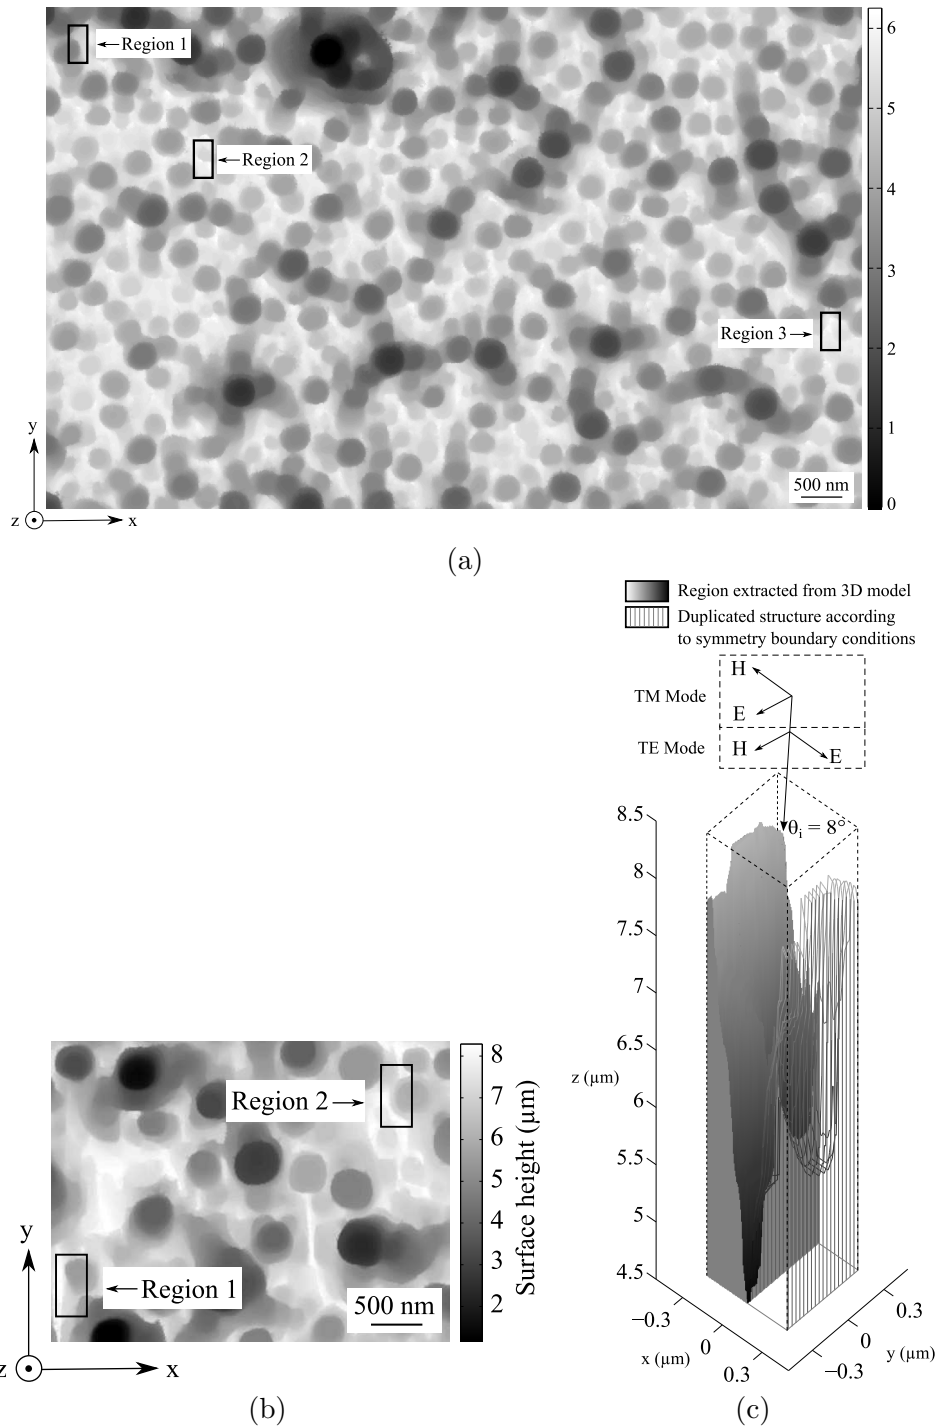 Region 1
Region 2
Region 3
500 nm
6
5
4
3
2
1
0
y
z
x
(a)
Region extracted from 3D model
Duplicated structure according
to symmetry boundary conditions
H
TM Mode
E
TE Mode
H
E
θi = 8°
8.5
8
7.5
7
6.5
z (µm)
6
5.5
5
4.5
−0.3
0
0.3
x (µm)
−0.3
0
0.3
y (µm)
Region 2
Region 1
500 nm
8
7
6
5
4
3
2
Surface height (µm)
y
z
x
(b)
(c)